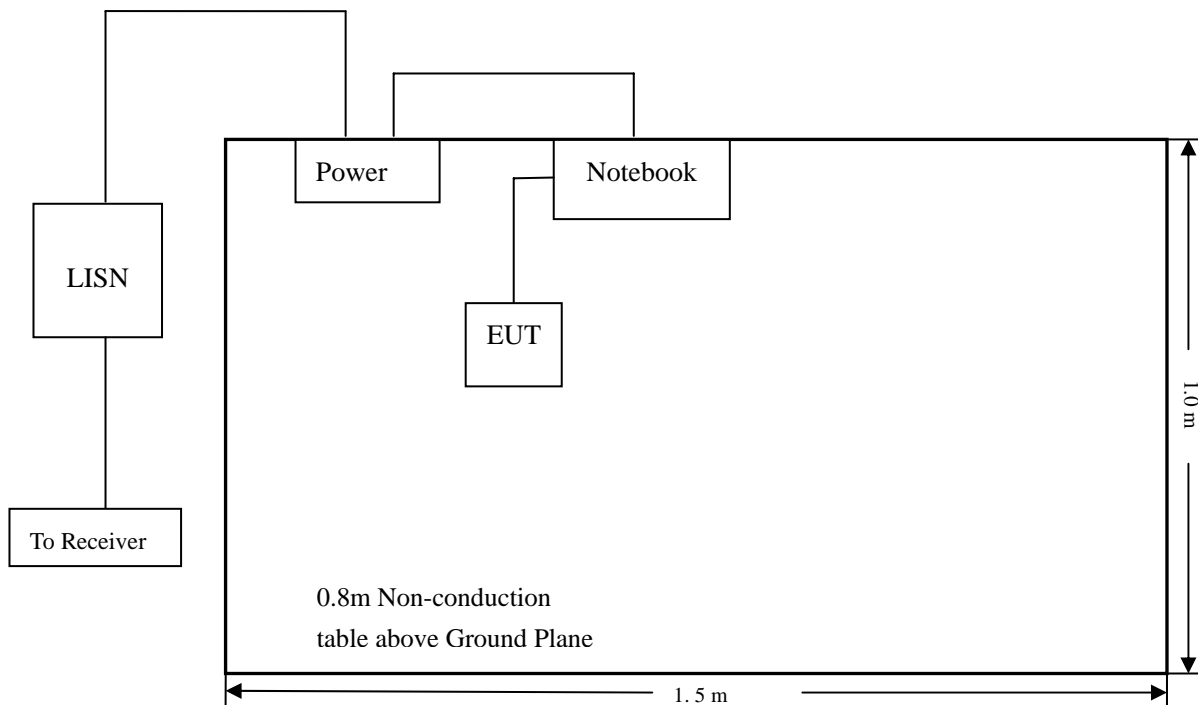 Power
Notebook
LISN
EUT
To Receiver
0.8m Non-conduction
table above Ground Plane
1.0 m
1. 5 m